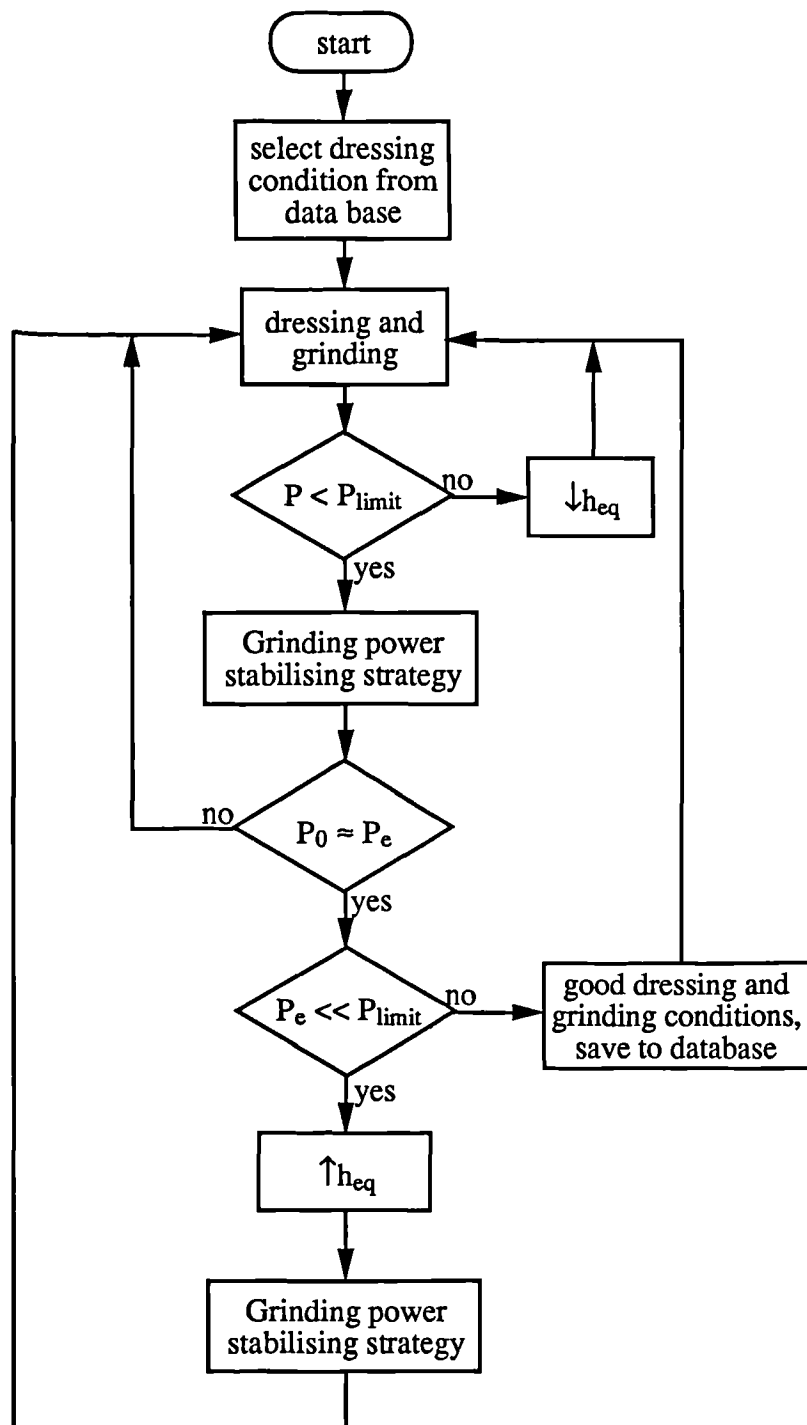 start
select dressing
condition from
data base
dressing and
grinding
P < Plimit
no
↓heq
yes
Grinding power
stabilising strategy
no
P0 ≈ Pe
yes
Pe << Plimit
no
good dressing and
grinding conditions,
save to database
yes
↑heq
Grinding power
stabilising strategy